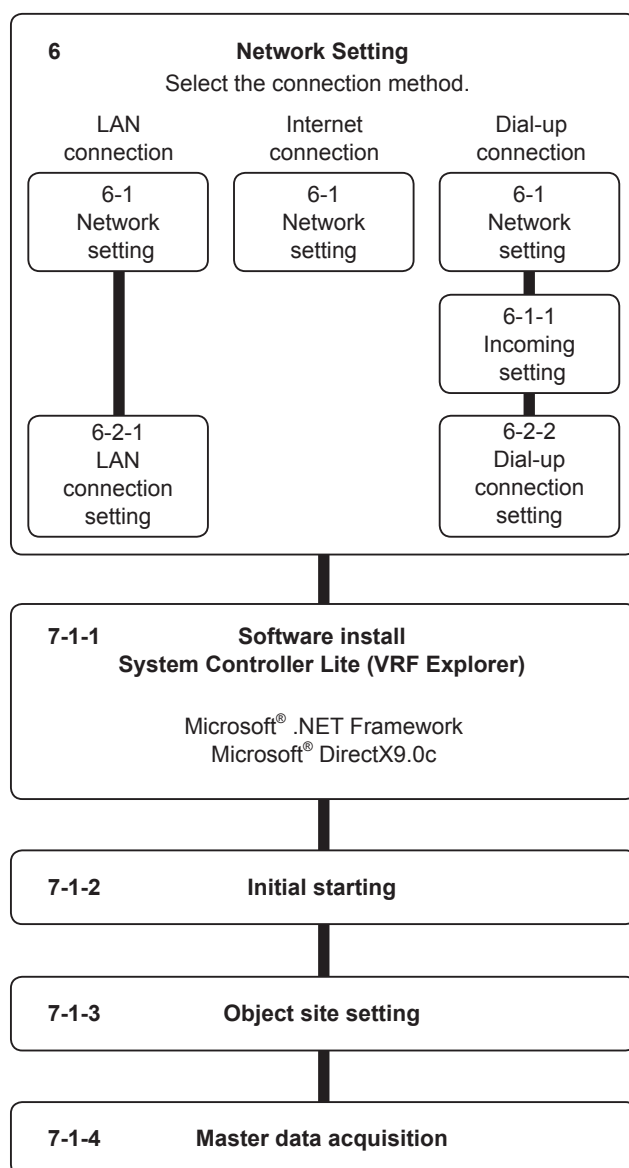 6 Network Setting
Select the connection method.
LAN
connection
Internet
connection
Dial-up
connection
6-1
Network
setting
6-1
Network
setting
6-1
Network
setting
6-1-1
Incoming
setting
6-2-1
LAN
connection
setting
6-2-2
Dial-up
connection
setting
7-1-1 Software install
System Controller Lite (VRF Explorer)
Microsoft® .NET Framework
Microsoft® DirectX9.0c
7-1-2 Initial starting
7-1-3 Object site setting
7-1-4 Master data acquisition